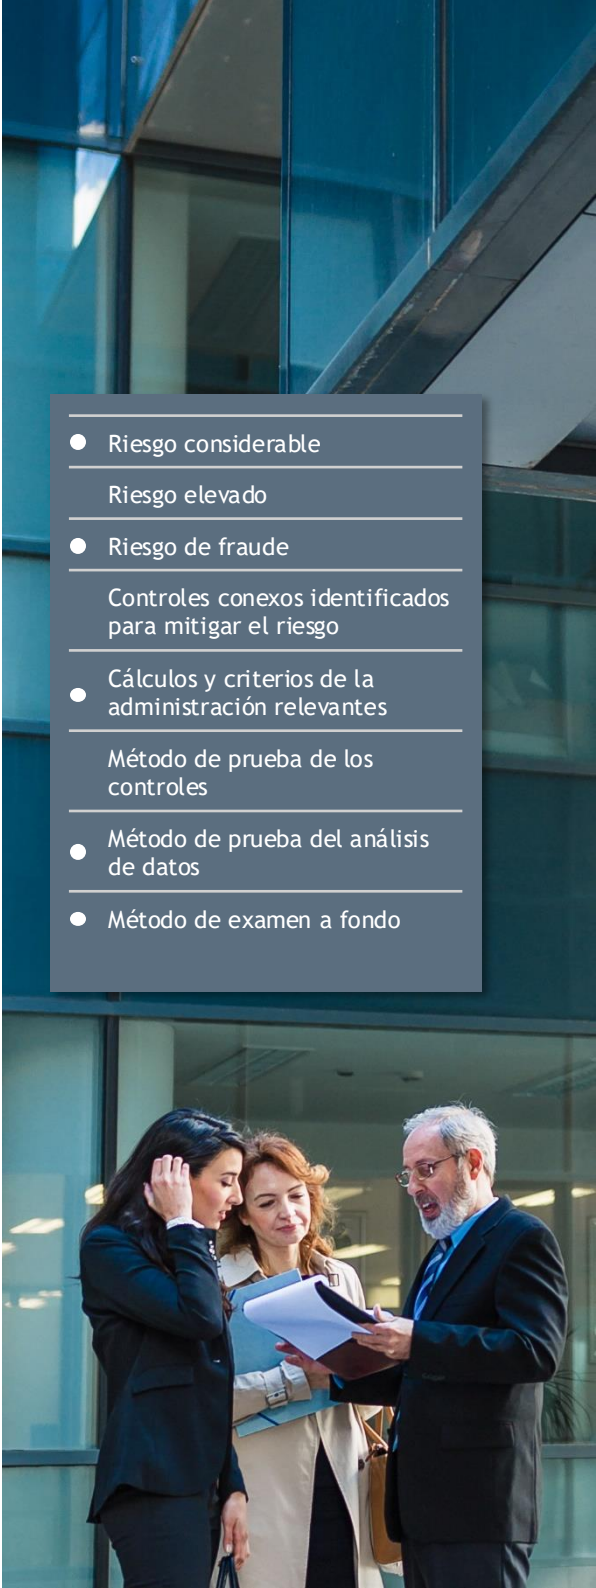 Riesgo considerable
Riesgo elevado
Riesgo de fraude
Controles conexos identificados
para mitigar el riesgo
Cálculos y criterios de la
administración relevantes
Método de prueba de los
controles
Método de prueba del análisis
de datos
Método de examen a fondo